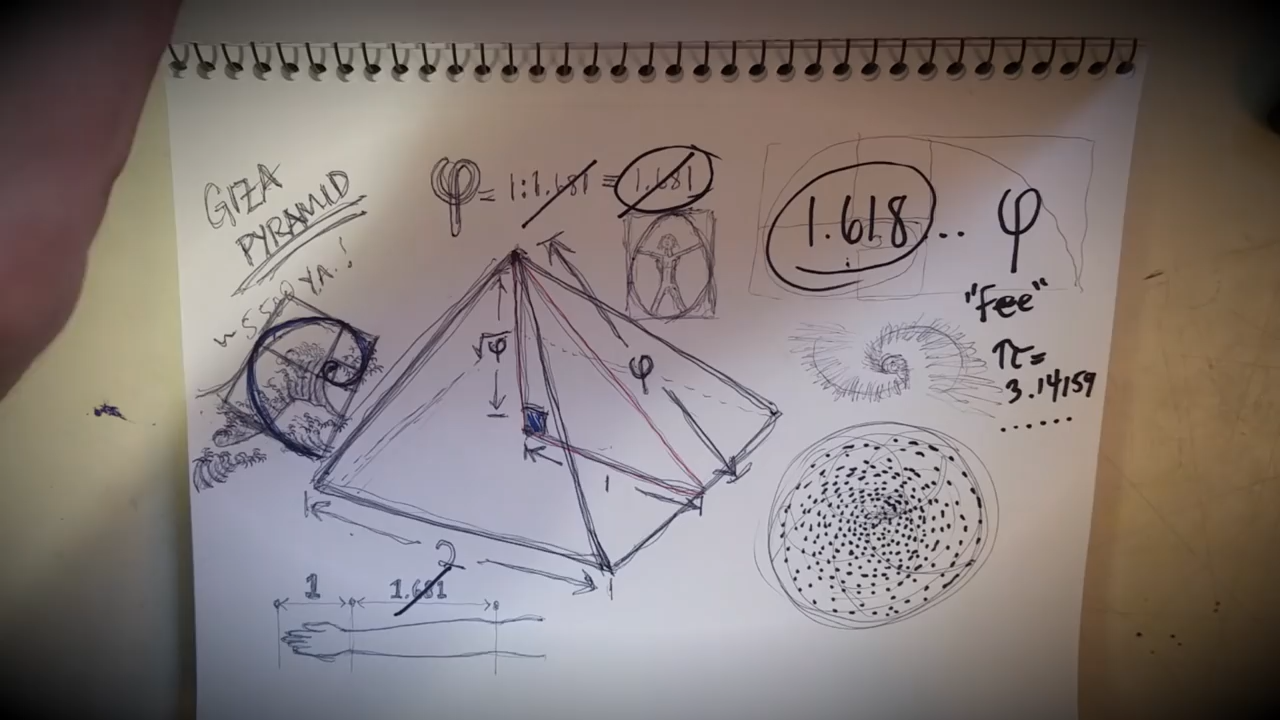 GIZA
PYRAMID
~ 5500 YA.!
φ = 1:1.681 = 1.681
1.618... φ
"Fee"
π=
3.14159
......
√φ
φ
1
2
1
1.681